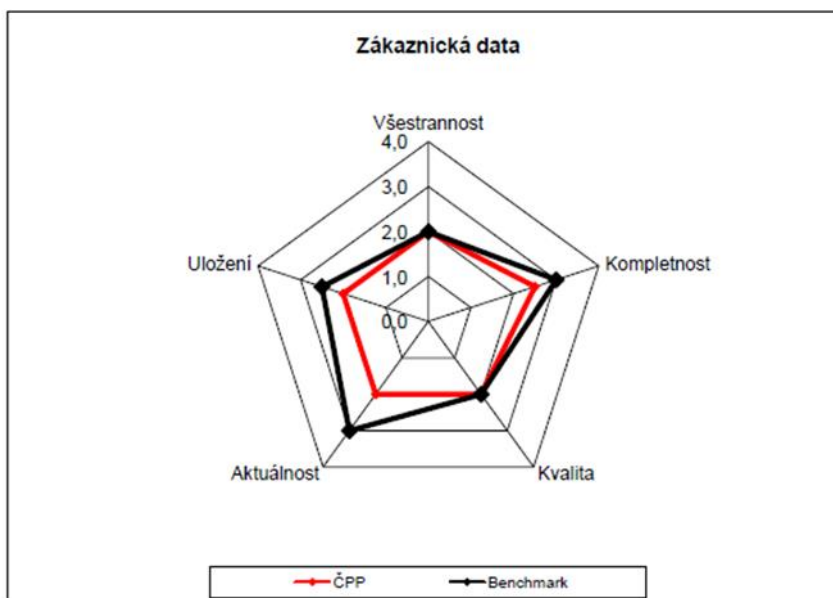 Zákaznická data
Všestrannost
4,0
3,0
2,0
1,0
0,0
Kompletnost
Kvalita
Aktuálnost
Uložení
ČPP
Benchmark